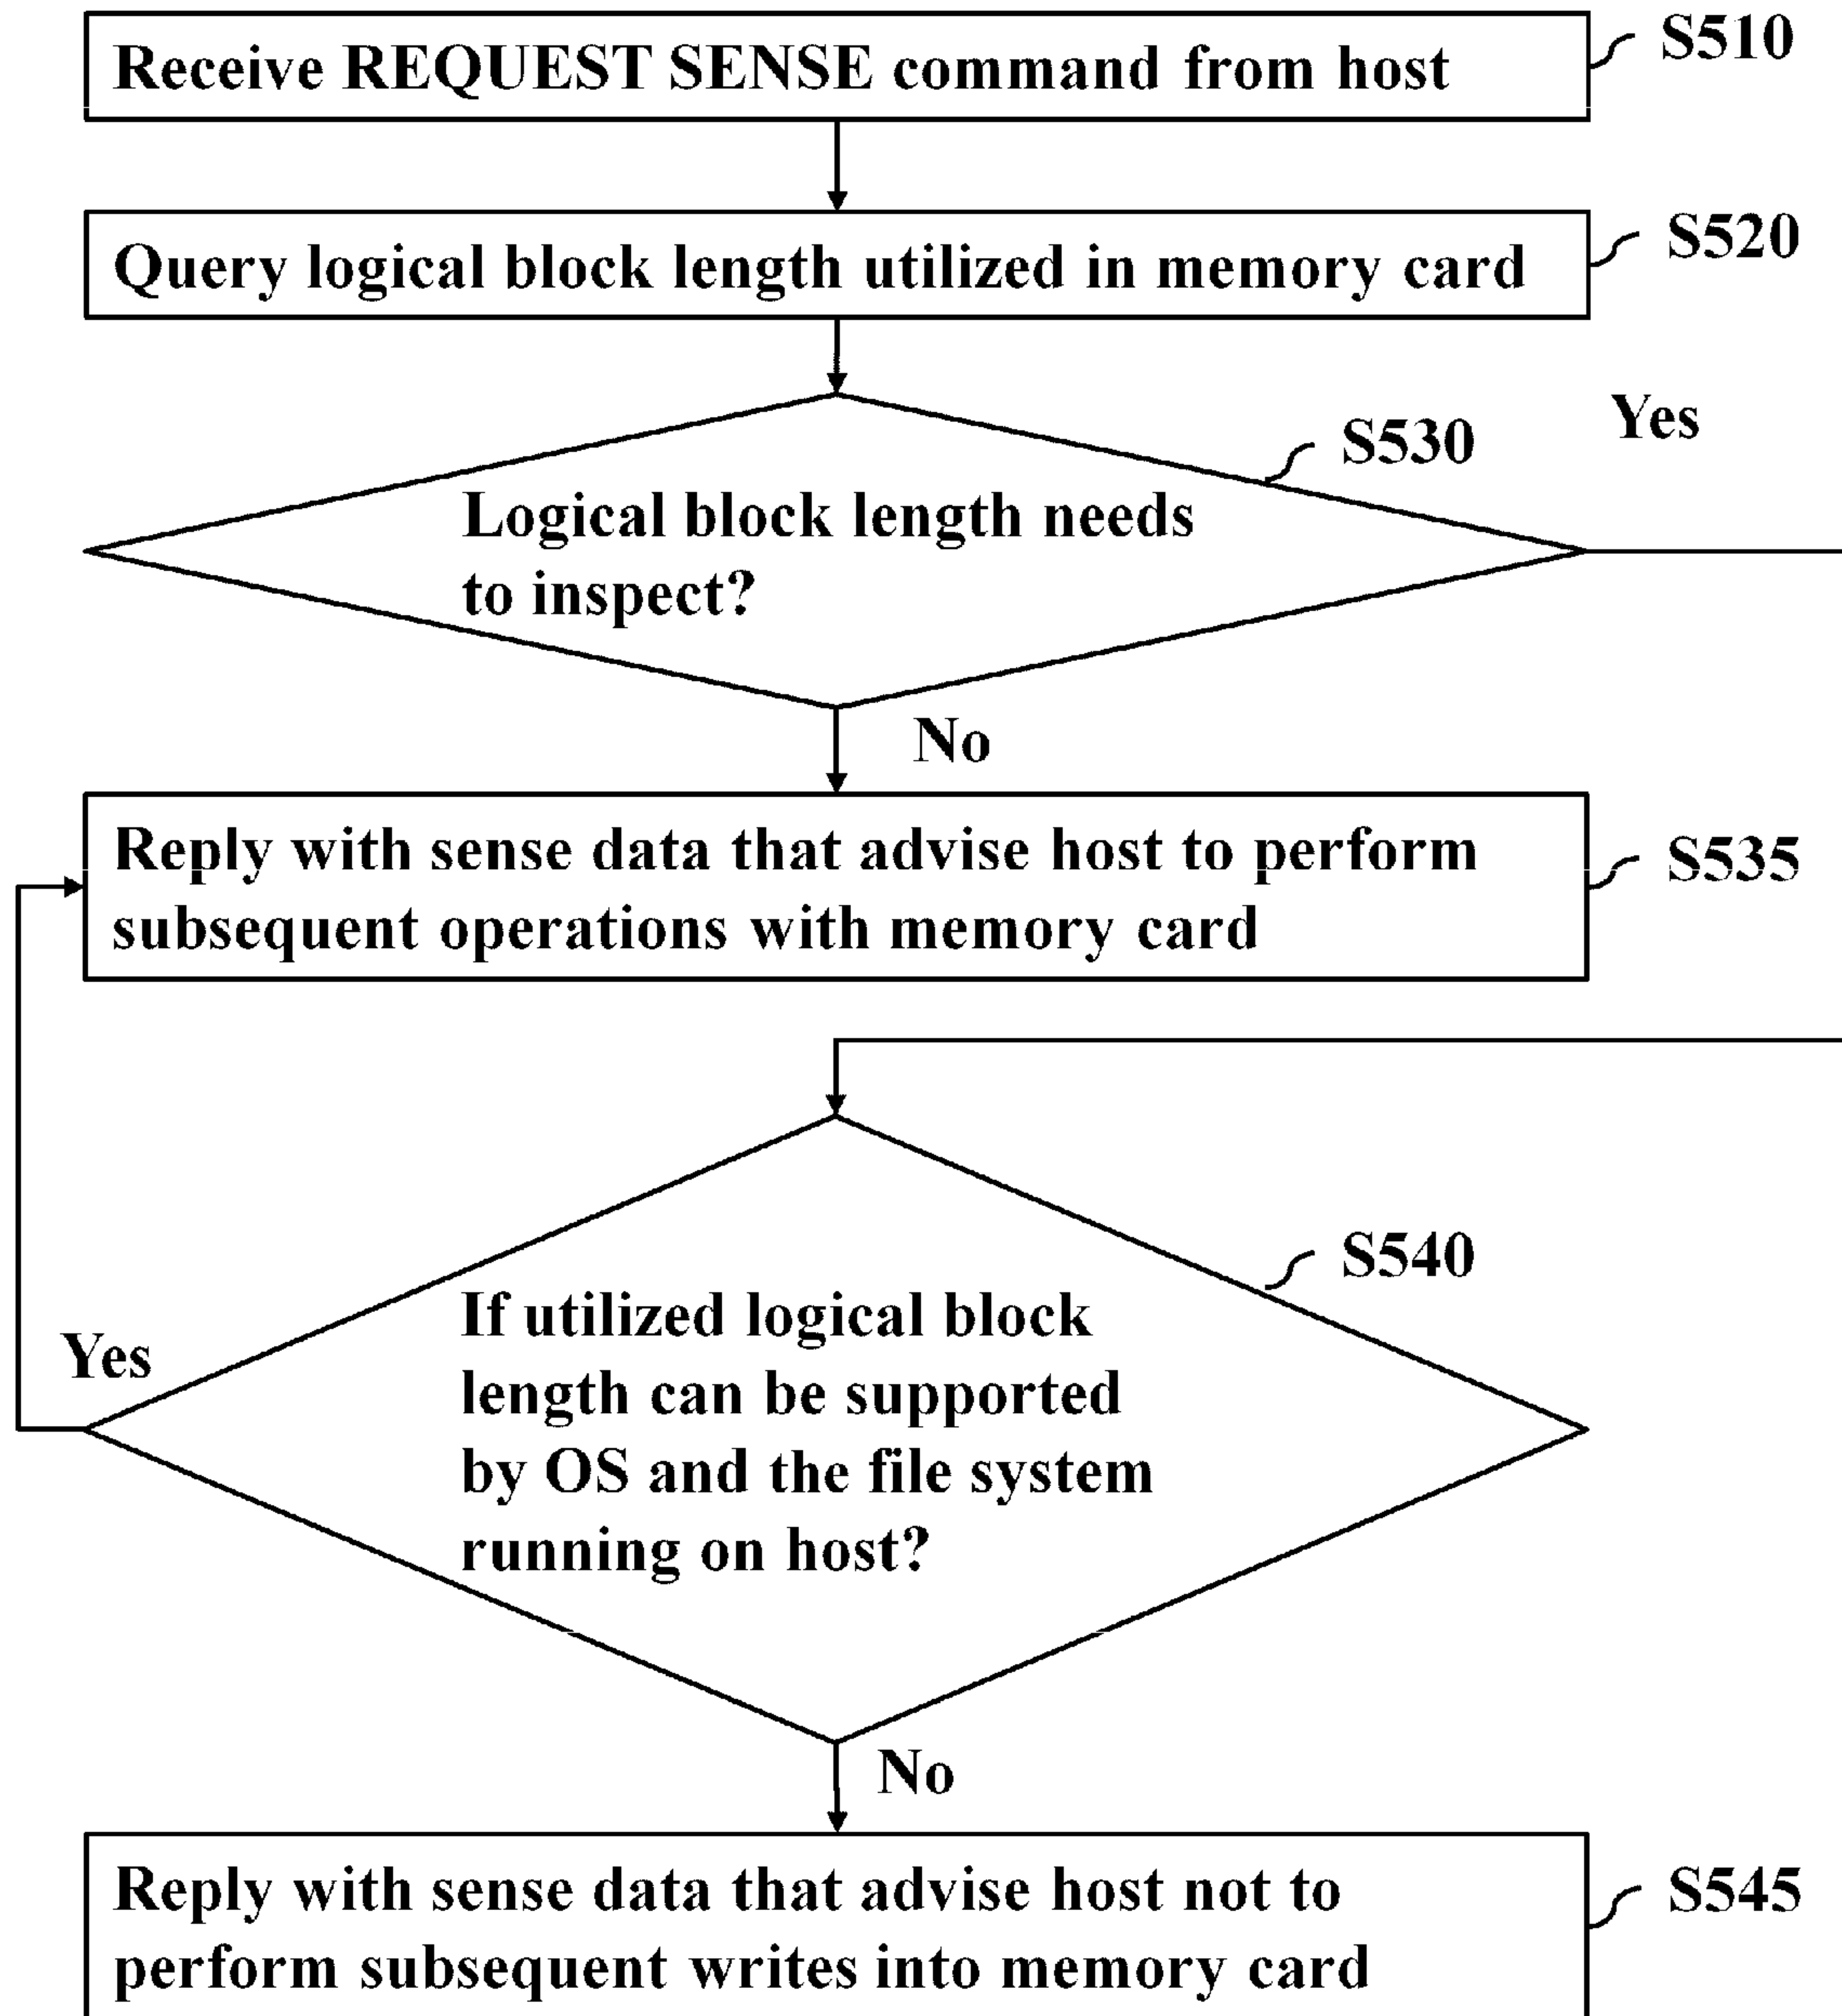 Receive REQUEST SENSE command from host
S510
Query logical block length utilized in memory card
S520
S530
Yes
Logical block length needs
to inspect?
No
Reply with sense data that advise host to perform
subsequent operations with memory card
S535
S540
If utilized logical block
length can be supported
by OS and the file system
running on host?
Yes
No
Reply with sense data that advise host not to
perform subsequent writes into memory card
S545